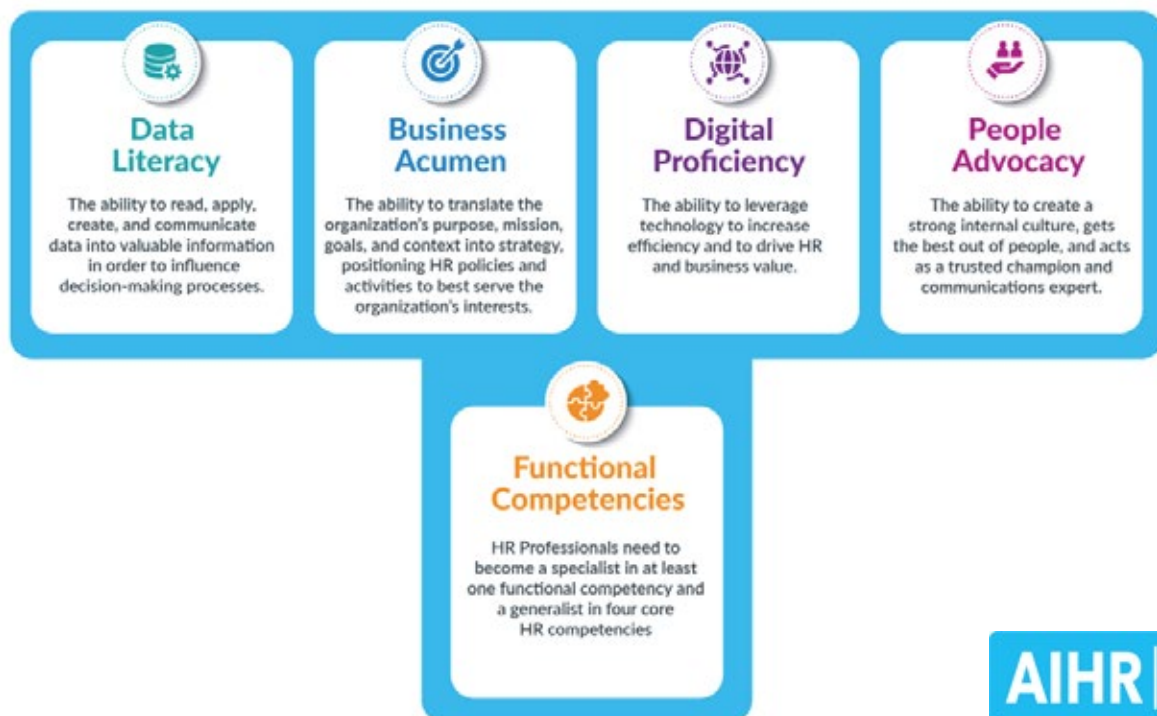 Data
Literacy
The ability to read, apply,
create, and communicate
data into valuable information
in order to influence
decision-making processes.
Business
Acumen
The ability to translate the
organization's purpose, mission,
goals, and context into strategy,
positioning HR policies and
activities to best serve the
organization's interests.
Digital
Proficiency
The ability to leverage
technology to increase
efficiency and to drive HR
and business value.
People
Advocacy
The ability to create a
strong internal culture, gets
the best out of people, and acts
as a trusted champion and
communications expert.
Functional
Competencies
HR Professionals need to
become a specialist in at least
one functional competency and
a generalist in four core
HR competencies
AIHR